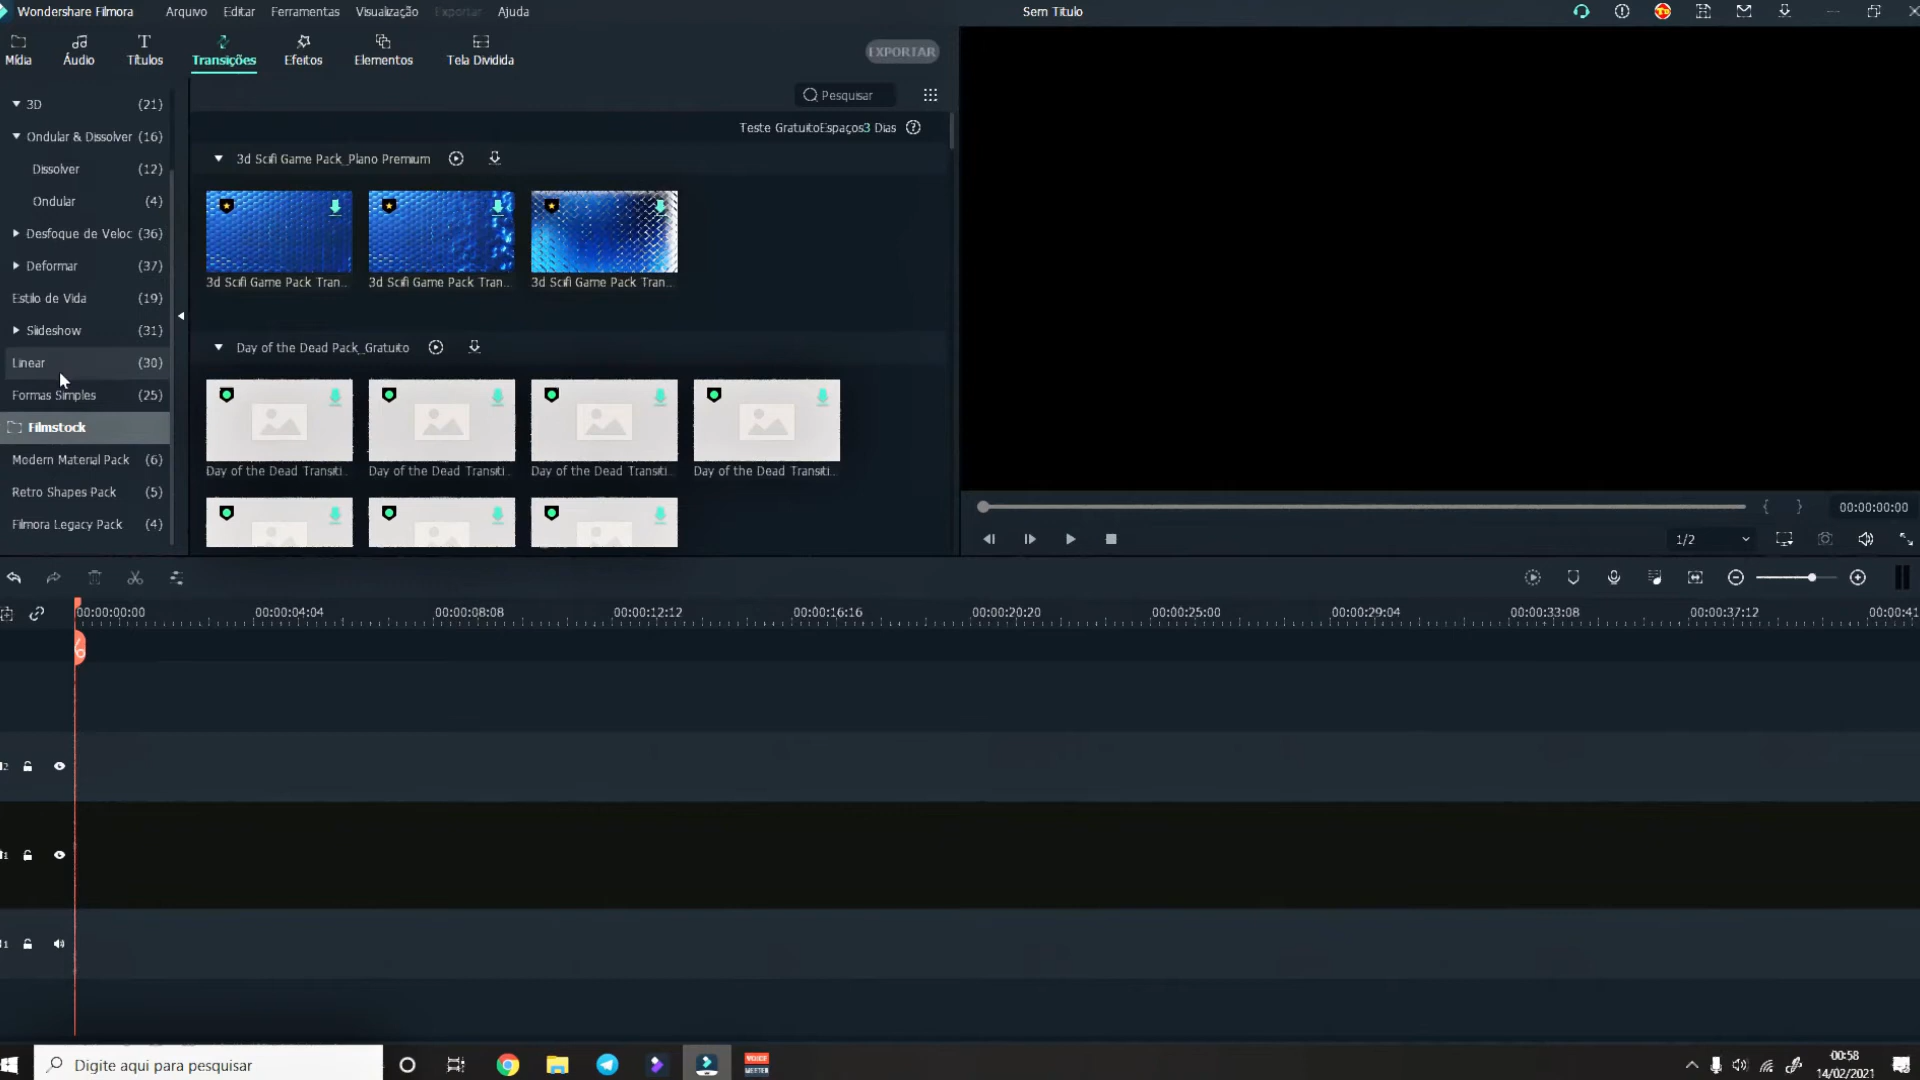 Wondershare Filmora
Arquivo
Editar
Ferramentas
Visualização
Exportar
Ajuda
Sem Titulo
Mídia
Áudio
Títulos
Transições
Efeitos
Elementos
Tela Dividida
EXPORTAR
Pesquisar
Teste GratuitoEspaços3 Dias
3D (21)
Ondular & Dissolver (16)
Dissolver (12)
Ondular (4)
Desfoque de Veloc (36)
Deformar (37)
Estilo de Vida (19)
Slideshow (31)
Linear (30)
Formas Simples (25)
Filmstock
Modern Material Pack (6)
Retro Shapes Pack (5)
Filmora Legacy Pack (4)
3d Scifi Game Pack_Plano Premium
3d Scifi Game Pack Tran...
3d Scifi Game Pack Tran...
3d Scifi Game Pack Tran...
Day of the Dead Pack_Gratuito
Day of the Dead Transiti...
Day of the Dead Transiti...
Day of the Dead Transiti...
Day of the Dead Transiti...
{ }
00:00:00:00
1/2
00:00:00:00
00:00:04:04
00:00:08:08
00:00:12:12
00:00:16:16
00:00:20:20
00:00:25:00
00:00:29:04
00:00:33:08
00:00:37:12
00:00:41
2
1
1
Digite aqui para pesquisar
VOICE
MEETER
00:58
14/02/2021